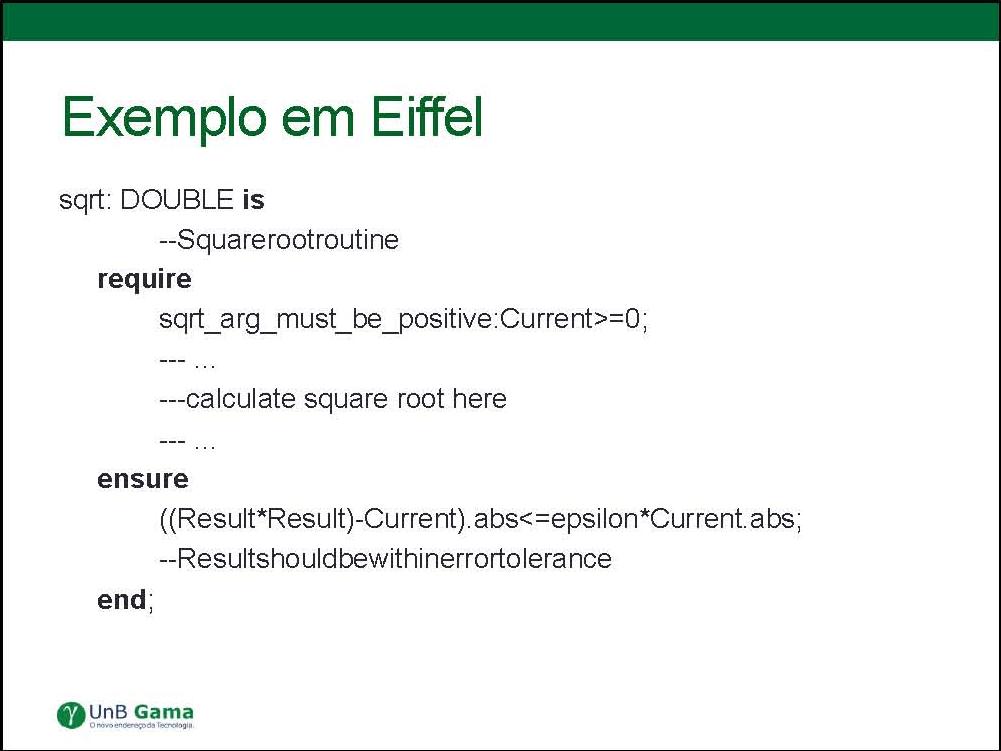 Exemplo em Eiffel
sqrt: DOUBLE is
--Squarerootroutine
require
sqrt_arg_must_be_positive:Current>=0;
--- ...
---calculate square root here
--- ...
ensure
((Result*Result)-Current).abs<=epsilon*Current.abs;
--Resultshouldbewithinerrortolerance
end;
UnB Gama
O novo endereço da Tecnologia.